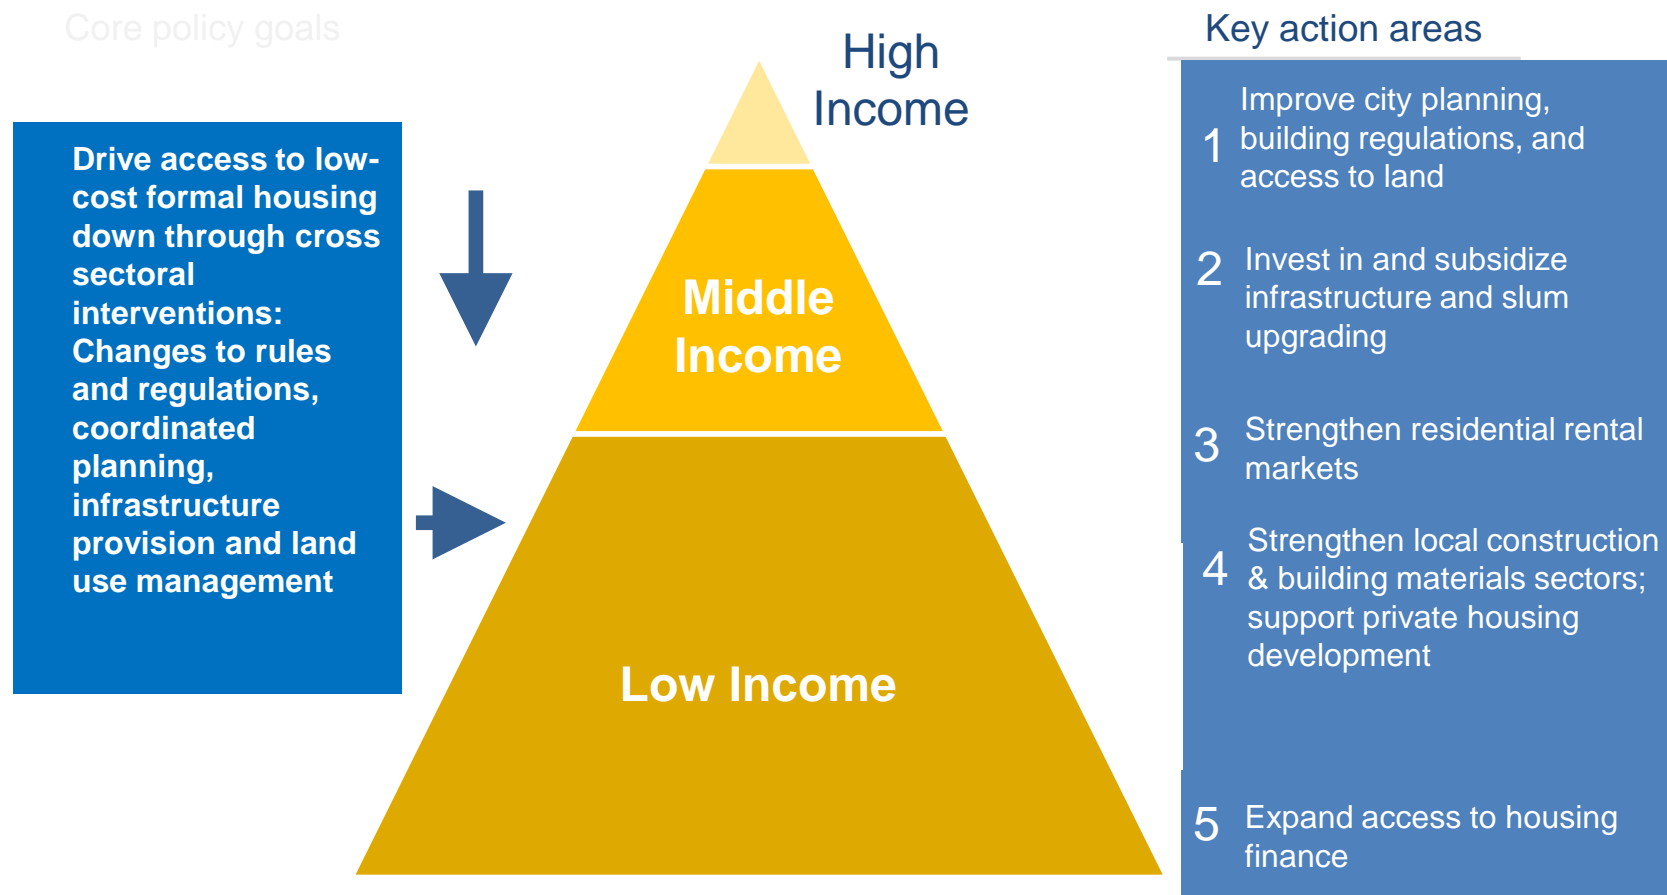 Core policy goals
Drive access to low-
cost formal housing
down through cross
sectoral
interventions:
Changes to rules
and regulations,
coordinated
planning,
infrastructure
provision and land
use management
High
Income
Middle
Income
Low Income
Key action areas
1
Improve city planning,
building regulations, and
access to land
2
Invest in and subsidize
infrastructure and slum
upgrading
3
Strengthen residential rental
markets
4
Strengthen local construction
& building materials sectors;
support private housing
development
5
Expand access to housing
finance